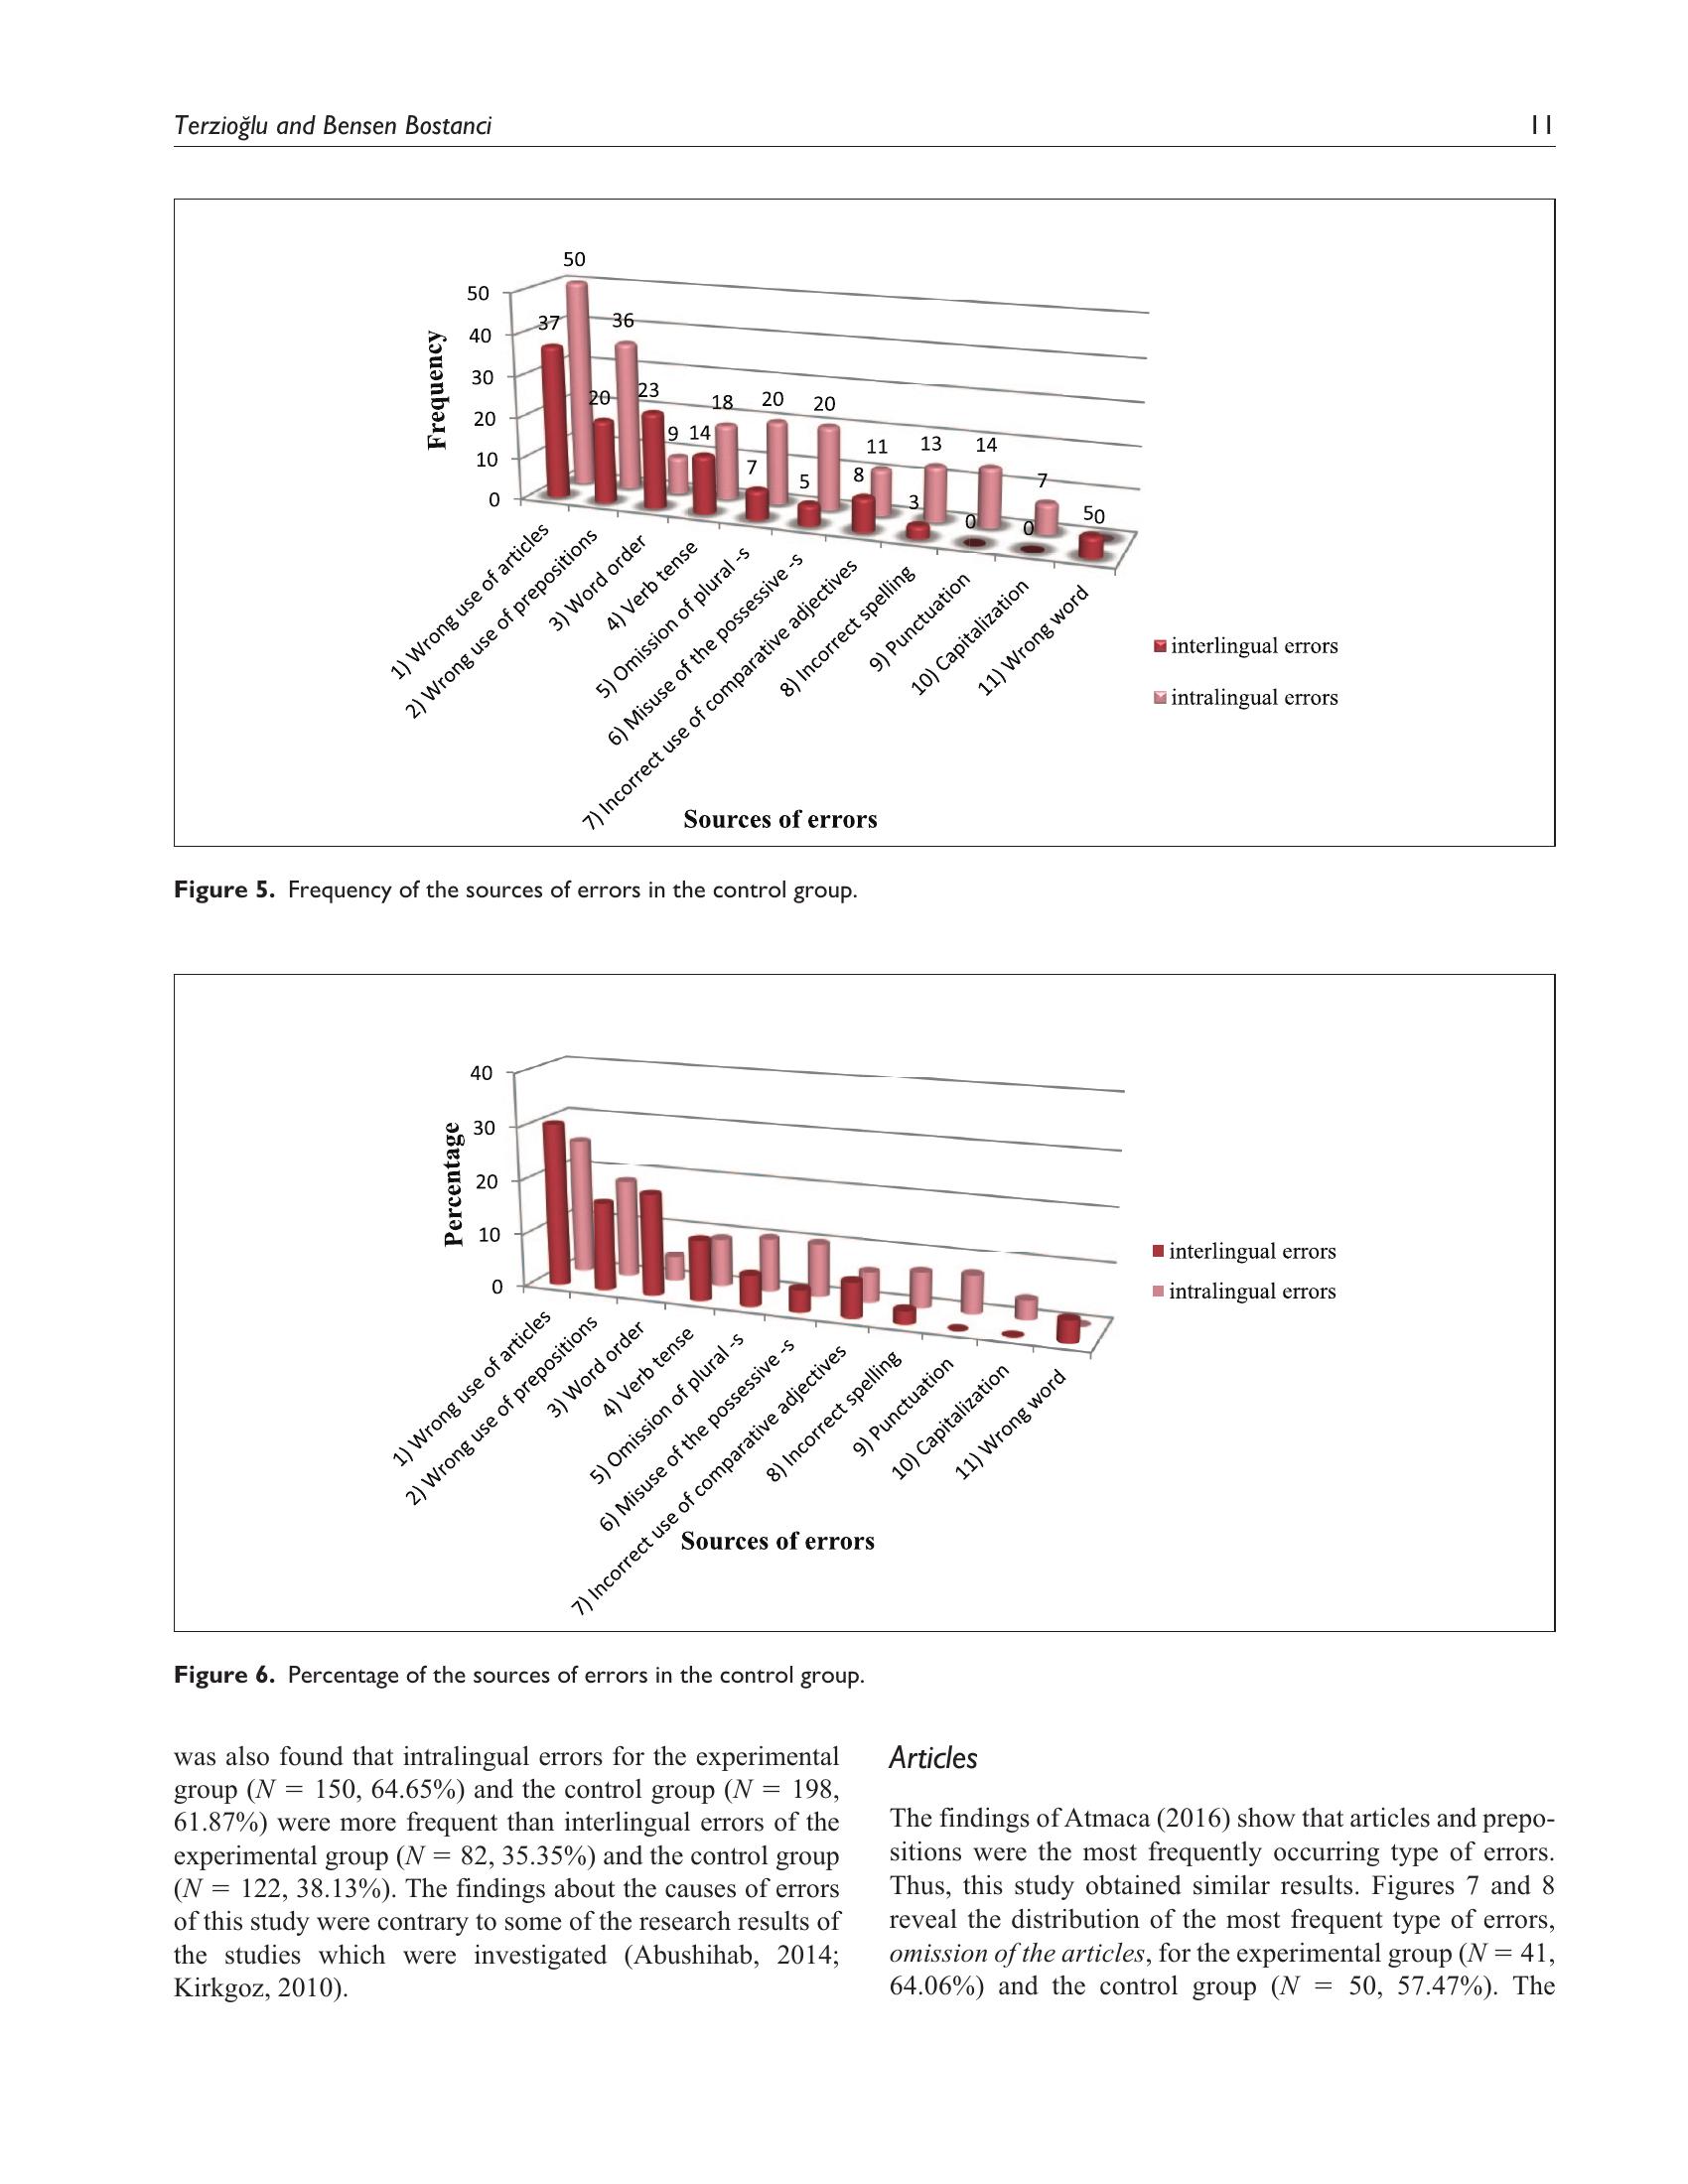 Terzioğlu and Bensen Bostanci
11
50
40
30
20
10
0
Frequency
37
50
20
36
23
9
14
18
7
20
5
20
8
11
3
13
0
14
0
7
5
0
1) Wrong use of articles
2) Wrong use of prepositions
3) Word order
4) Verb tense
5) Omission of plural -s
6) Misuse of the possessive -s
7) Incorrect use of comparative adjectives
8) Incorrect spelling
9) Punctuation
10) Capitalization
11) Wrong word
interlingual errors
intralingual errors
Sources of errors
Figure 5. Frequency of the sources of errors in the control group.
40
30
20
10
0
Percentage
1) Wrong use of articles
2) Wrong use of prepositions
3) Word order
4) Verb tense
5) Omission of plural -s
6) Misuse of the possessive -s
7) Incorrect use of comparative adjectives
8) Incorrect spelling
9) Punctuation
10) Capitalization
11) Wrong word
interlingual errors
intralingual errors
Sources of errors
Figure 6. Percentage of the sources of errors in the control group.
was also found that intralingual errors for the experimental
group (N = 150, 64.65%) and the control group (N = 198,
61.87%) were more frequent than interlingual errors of the
experimental group (N = 82, 35.35%) and the control group
(N = 122, 38.13%). The findings about the causes of errors
of this study were contrary to some of the research results of
the studies which were investigated (Abushihab, 2014;
Kirkgoz, 2010).
Articles
The findings of Atmaca (2016) show that articles and prepo-
sitions were the most frequently occurring type of errors.
Thus, this study obtained similar results. Figures 7 and 8
reveal the distribution of the most frequent type of errors,
omission of the articles, for the experimental group (N = 41,
64.06%) and the control group (N = 50, 57.47%). The